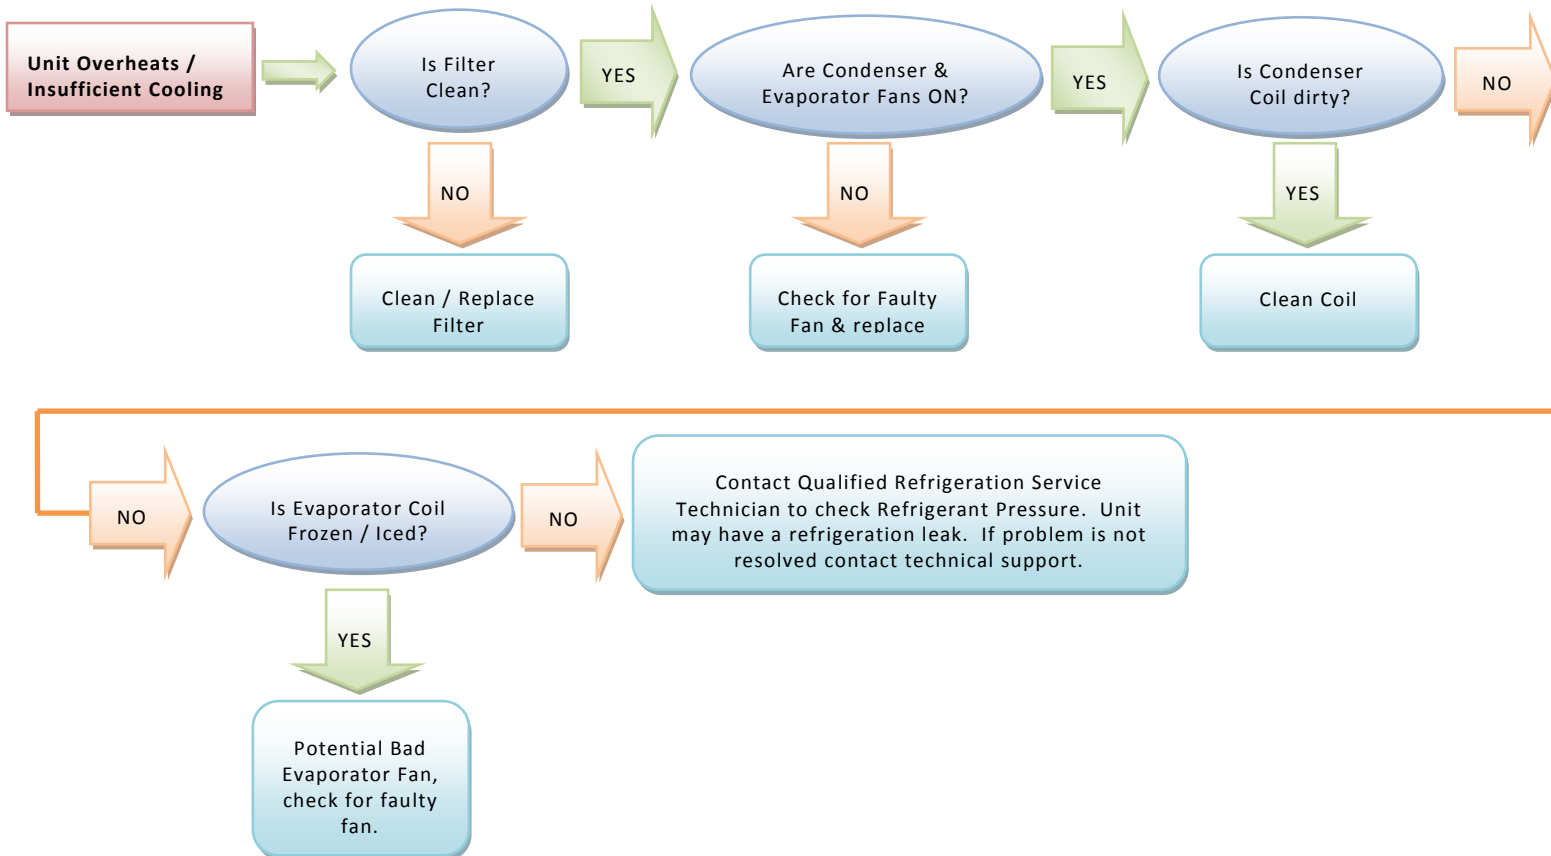 Unit Overheats /
Insufficient Cooling
Is Filter
Clean?
YES
Are Condenser &
Evaporator Fans ON?
YES
Is Condenser
Coil dirty?
NO
NO
NO
YES
Clean / Replace
Filter
Check for Faulty
Fan & replace
Clean Coil
NO
Is Evaporator Coil
Frozen / Iced?
NO
Contact Qualified Refrigeration Service
Technician to check Refrigerant Pressure. Unit
may have a refrigeration leak. If problem is not
resolved contact technical support.
YES
Potential Bad
Evaporator Fan,
check for faulty
fan.